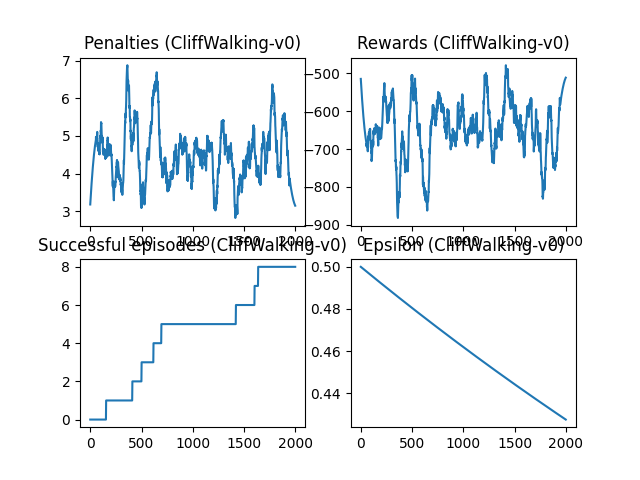 Penalties (CliffWalking-v0)
7
6
5
4
3
0 500 1000 1500 2000
Rewards (CliffWalking-v0)
−500
−600
−700
−800
−900
0 500 1000 1500 2000
Successful episodes (CliffWalking-v0)
8
6
4
2
0
0 500 1000 1500 2000
Epsilon (CliffWalking-v0)
0.50
0.48
0.46
0.44
0 500 1000 1500 2000